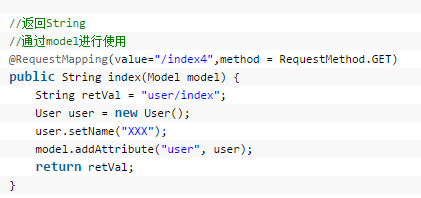 //返回String
//通过model进行使用
@RequestMapping(value="/index4",method = RequestMethod.GET)
public String index(Model model) {
    String retVal = "user/index";
    User user = new User();
    user.setName("XXX");
    model.addAttribute("user", user);
    return retVal;
}